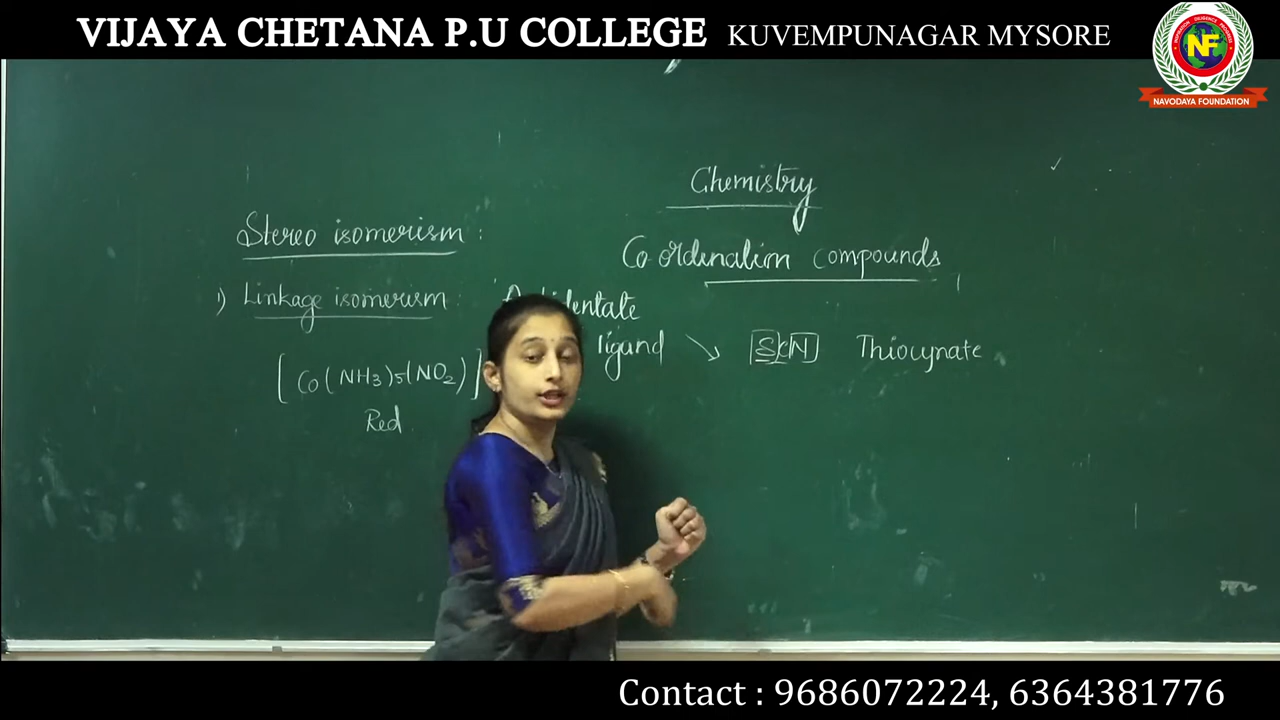 VIJAYA CHETANA P.U COLLEGE KUVEMPUNAGAR MYSORE
NF
NAVODAYA FOUNDATION
Chemistry
Co-ordination compounds
Stereo isomerism :
1) Linkage isomerism :
ligand ↘ SCN Thiocynate
[Co(NH3)5(NO2)]
Red
Contact : 9686072224, 6364381776